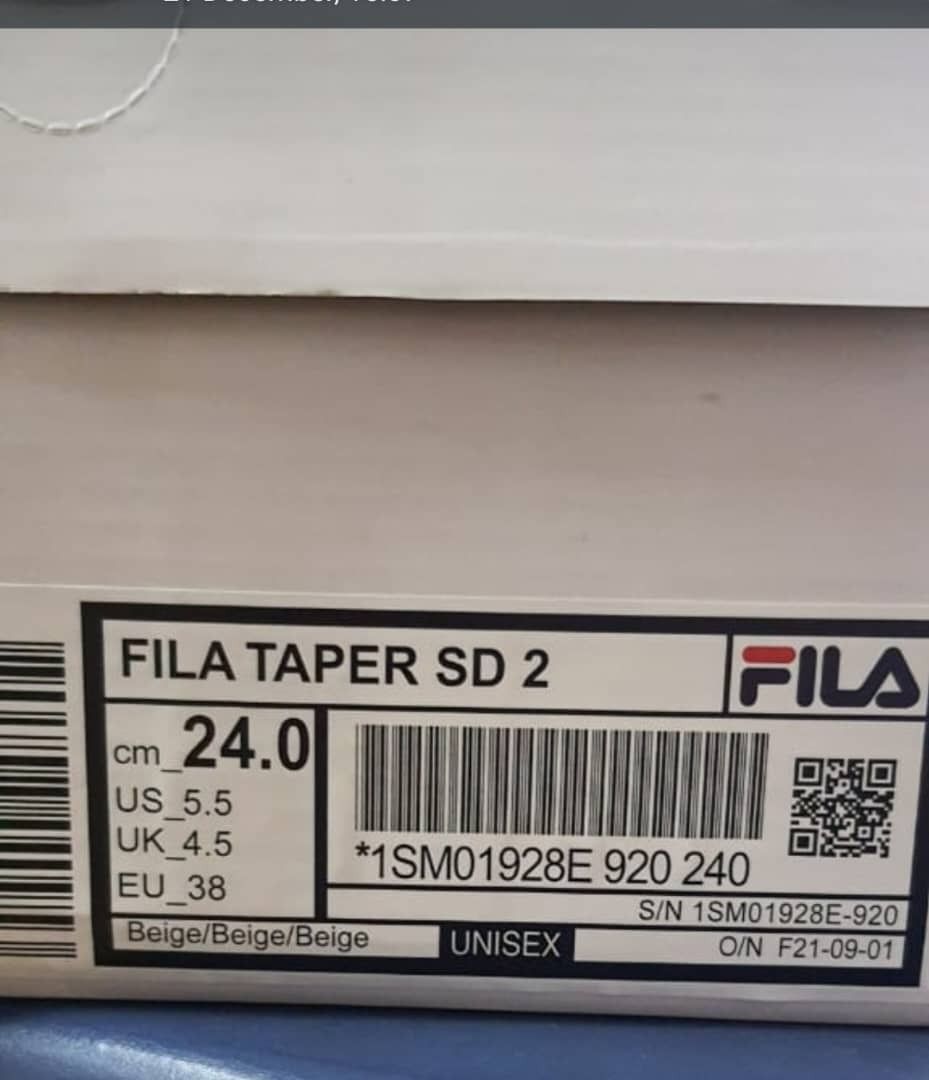 FILA TAPER SD 2
FILA
cm_24.0
US_5.5
UK_4.5
EU_38
*1SM01928E 920 240
S/N 1SM01928E-920
Beige/Beige/Beige
UNISEX
O/N F21-09-01